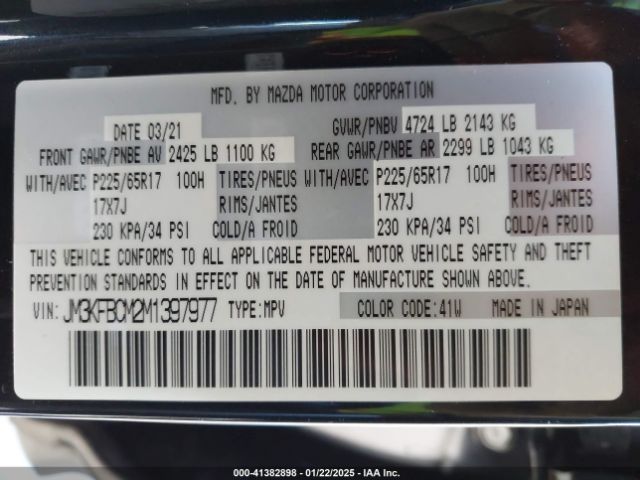 MFD. BY MAZDA MOTOR CORPORATION
DATE 03/21 GVWR/PNBV 4724 LB 2143 KG
FRONT GAWR/PNBE AV 2425 LB 1100 KG REAR GAWR/PNBE AR 2299 LB 1043 KG
WITH/AVEC P225/65R17 100H TIRES/PNEUS WITH/AVEC P225/65R17 100H TIRES/PNEUS
17X7J RIMS/JANTES 17X7J RIMS/JANTES
230 KPA/34 PSI COLD/A FROID 230 KPA/34 PSI COLD/A FROID
THIS VEHICLE CONFORMS TO ALL APPLICABLE FEDERAL MOTOR VEHICLE SAFETY AND THEFT
PREVENTION STANDARDS IN EFFECT ON THE DATE OF MANUFACTURE SHOWN ABOVE.
VIN: JM3KFBCM2M1397977 TYPE:MPV COLOR CODE:41W MADE IN JAPAN
000-41382898 - 01/22/2025 - IAA Inc.